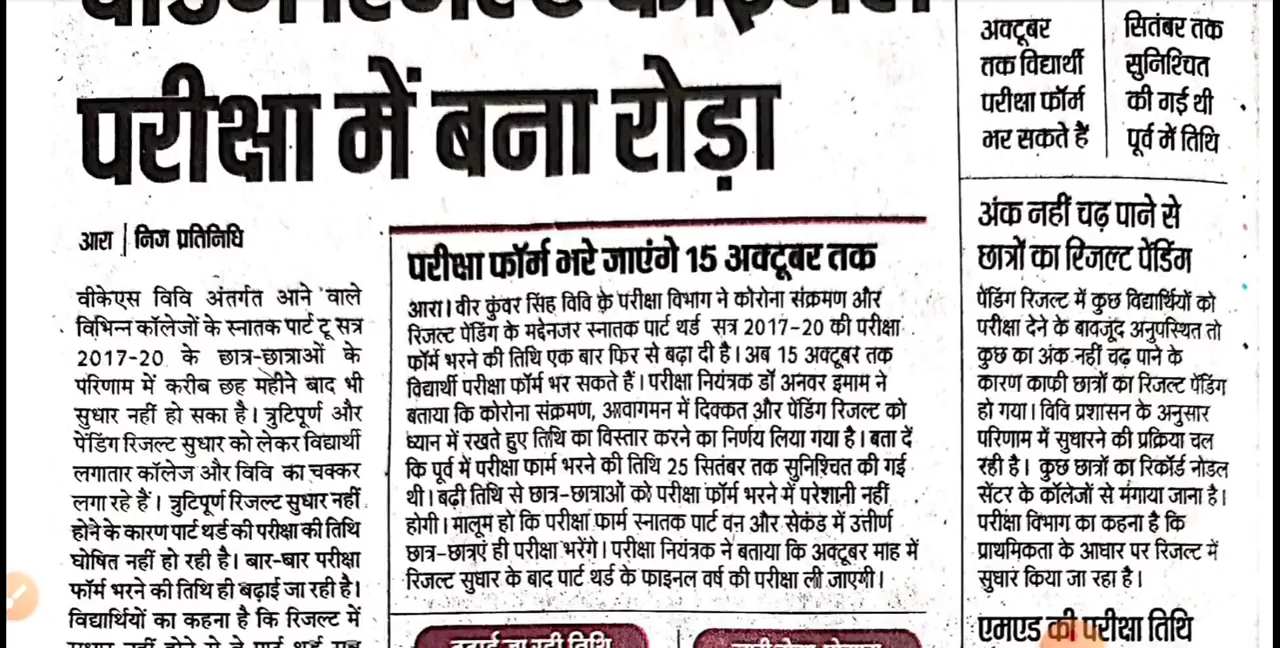 परीक्षा में बना रोड़ा
आरा | निज प्रतिनिधि
वीकेएस विवि अंतर्गत आने वाले
विभिन्न कॉलेजों के स्नातक पार्ट टू सत्र
2017-20 के छात्र-छात्राओं के
परिणाम में करीब छह महीने बाद भी
सुधार नहीं हो सका है। त्रुटिपूर्ण और
पेंडिंग रिजल्ट सुधार को लेकर विद्यार्थी
लगातार कॉलेज और विवि का चक्कर
लगा रहे हैं। त्रुटिपूर्ण रिजल्ट सुधार नहीं
होने के कारण पार्ट थर्ड की परीक्षा की तिथि
घोषित नहीं हो रही है। बार-बार परीक्षा
फॉर्म भरने की तिथि ही बढ़ाई जा रही है।
विद्यार्थियों का कहना है कि रिजल्ट में
परीक्षा फॉर्म भरे जाएंगे 15 अक्टूबर तक
आरा। वीर कुंवर सिंह विवि के परीक्षा विभाग ने कोरोना संक्रमण और
रिजल्ट पेंडिंग के मद्देनजर स्नातक पार्ट थर्ड सत्र 2017-20 की परीक्षा
फॉर्म भरने की तिथि एक बार फिर से बढ़ा दी है। अब 15 अक्टूबर तक
विद्यार्थी परीक्षा फॉर्म भर सकते हैं। परीक्षा नियंत्रक डॉ अनवर इमाम ने
बताया कि कोरोना संक्रमण, आवागमन में दिक्कत और पेंडिंग रिजल्ट को
ध्यान में रखते हुए तिथि का विस्तार करने का निर्णय लिया गया है। बता दें
कि पूर्व में परीक्षा फार्म भरने की तिथि 25 सितंबर तक सुनिश्चित की गई
थी। बढ़ी तिथि से छात्र-छात्राओं को परीक्षा फॉर्म भरने में परेशानी नहीं
होगी। मालूम हो कि परीक्षा फार्म स्नातक पार्ट वन और सेकंड में उत्तीर्ण
छात्र-छात्रएं ही परीक्षा भरेंगे। परीक्षा नियंत्रक ने बताया कि अक्टूबर माह में
रिजल्ट सुधार के बाद पार्ट थर्ड के फाइनल वर्ष की परीक्षा ली जाएगी।
अक्टूबर
तक विद्यार्थी
परीक्षा फॉर्म
भर सकते हैं
सितंबर तक
सुनिश्चित
की गई थी
पूर्व में तिथि
अंक नहीं चढ़ पाने से
छात्रों का रिजल्ट पेंडिंग
पेंडिंग रिजल्ट में कुछ विद्यार्थियों को
परीक्षा देने के बावजूद अनुपस्थित तो
कुछ का अंक नहीं चढ़ पाने के
कारण काफी छात्रों का रिजल्ट पेंडिंग
हो गया। विवि प्रशासन के अनुसार
परिणाम में सुधारने की प्रक्रिया चल
रही है। कुछ छात्रों का रिकॉर्ड नोडल
सेंटर के कॉलेजों से मंगाया जाना है।
परीक्षा विभाग का कहना है कि
प्राथमिकता के आधार पर रिजल्ट में
सुधार किया जा रहा है।
एमएड की परीक्षा तिथि